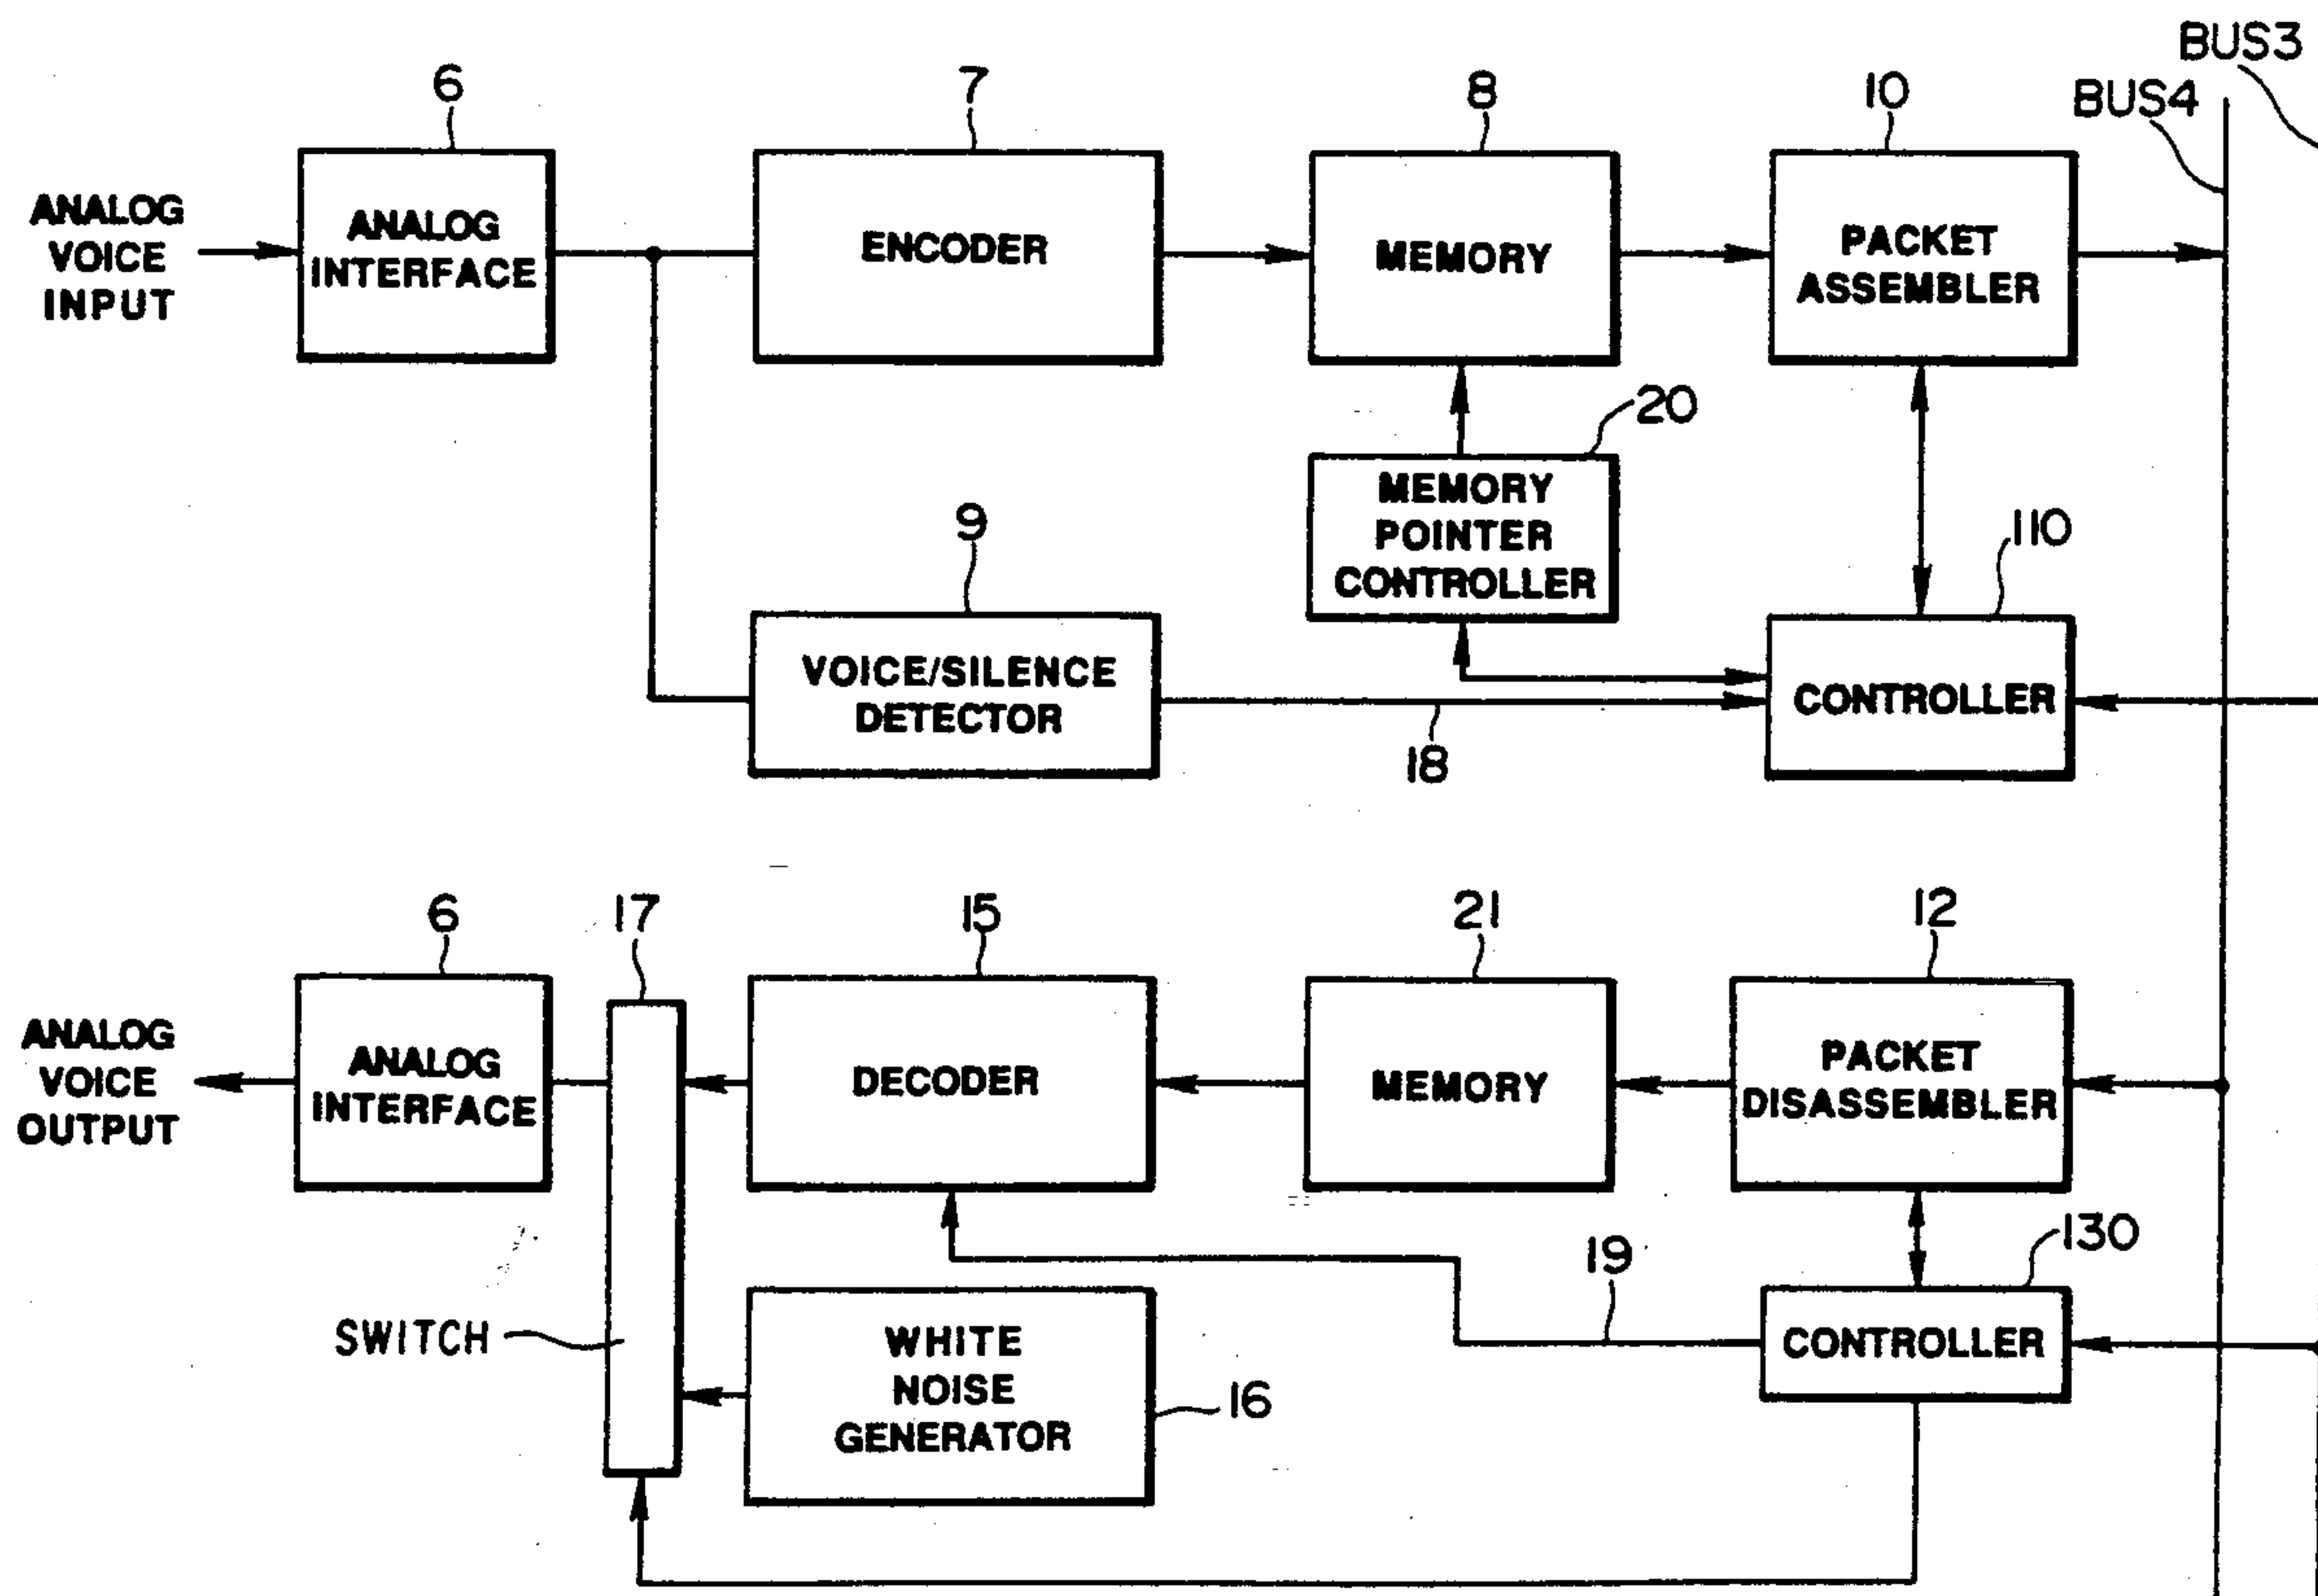 BUS3
BUS4
6
7
8
10
ANALOG
VOICE
INPUT
ANALOG
INTERFACE
ENCODER
MEMORY
PACKET
ASSEMBLER
20
MEMORY
POINTER
CONTROLLER
9
110
VOICE/SILENCE
DETECTOR
CONTROLLER
18
6
17
15
21
12
ANALOG
VOICE
OUTPUT
ANALOG
INTERFACE
DECODER
MEMORY
PACKET
DISASSEMBLER
19
130
SWITCH
WHITE
NOISE
GENERATOR
16
CONTROLLER